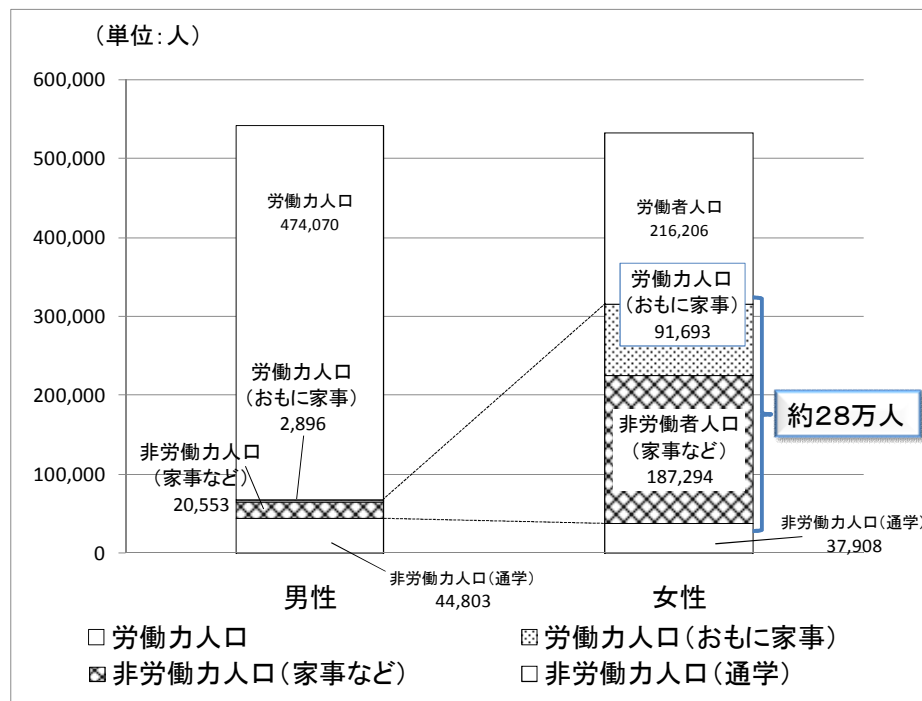 (単位:人)
600,000
500,000
400,000
300,000
200,000
100,000
0
労働力人口
474,070
労働力人口
(おもに家事)
2,896
非労働力人口
(家事など)
20,553
非労働力人口(通学)
44,803
男性
労働者人口
216,206
労働力人口
(おもに家事)
91,693
非労働者人口
(家事など)
187,294
約28万人
非労働力人口(通学)
37,908
女性
労働力人口
労働力人口(おもに家事)
非労働力人口(家事など)
非労働力人口(通学)